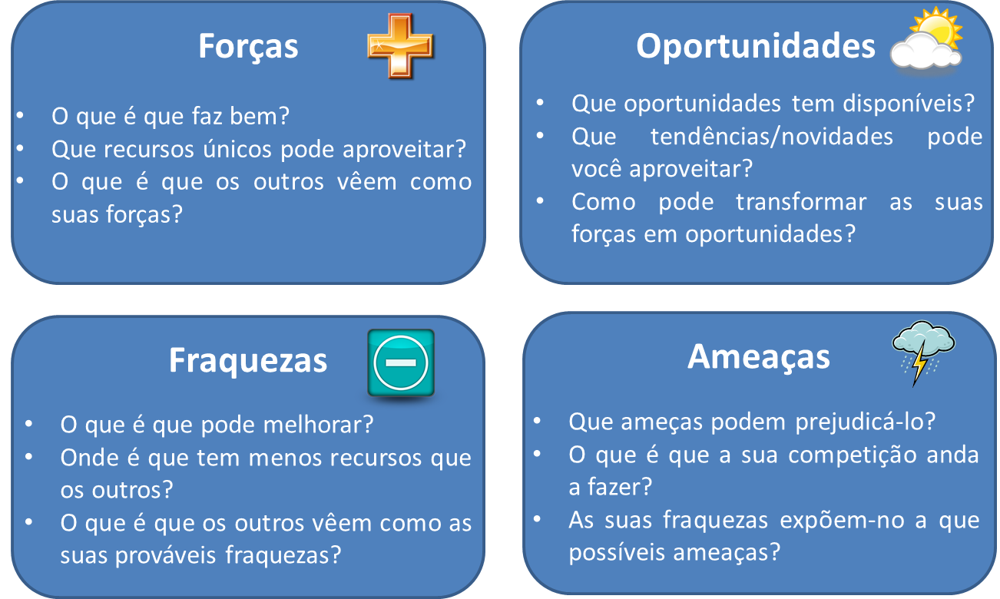 Forças
O que é que faz bem?
Que recursos únicos pode aproveitar?
O que é que os outros vêem como
suas forças?
Oportunidades
Que oportunidades tem disponíveis?
Que tendências/novidades pode
você aproveitar?
Como pode transformar as suas
forças em oportunidades?
Fraquezas
O que é que pode melhorar?
Onde é que tem menos recursos que
os outros?
O que é que os outros vêem como as
suas prováveis fraquezas?
Ameaças
Que ameças podem prejudicá-lo?
O que é que a sua competição anda
a fazer?
As suas fraquezas expõem-no a que
possíveis ameaças?